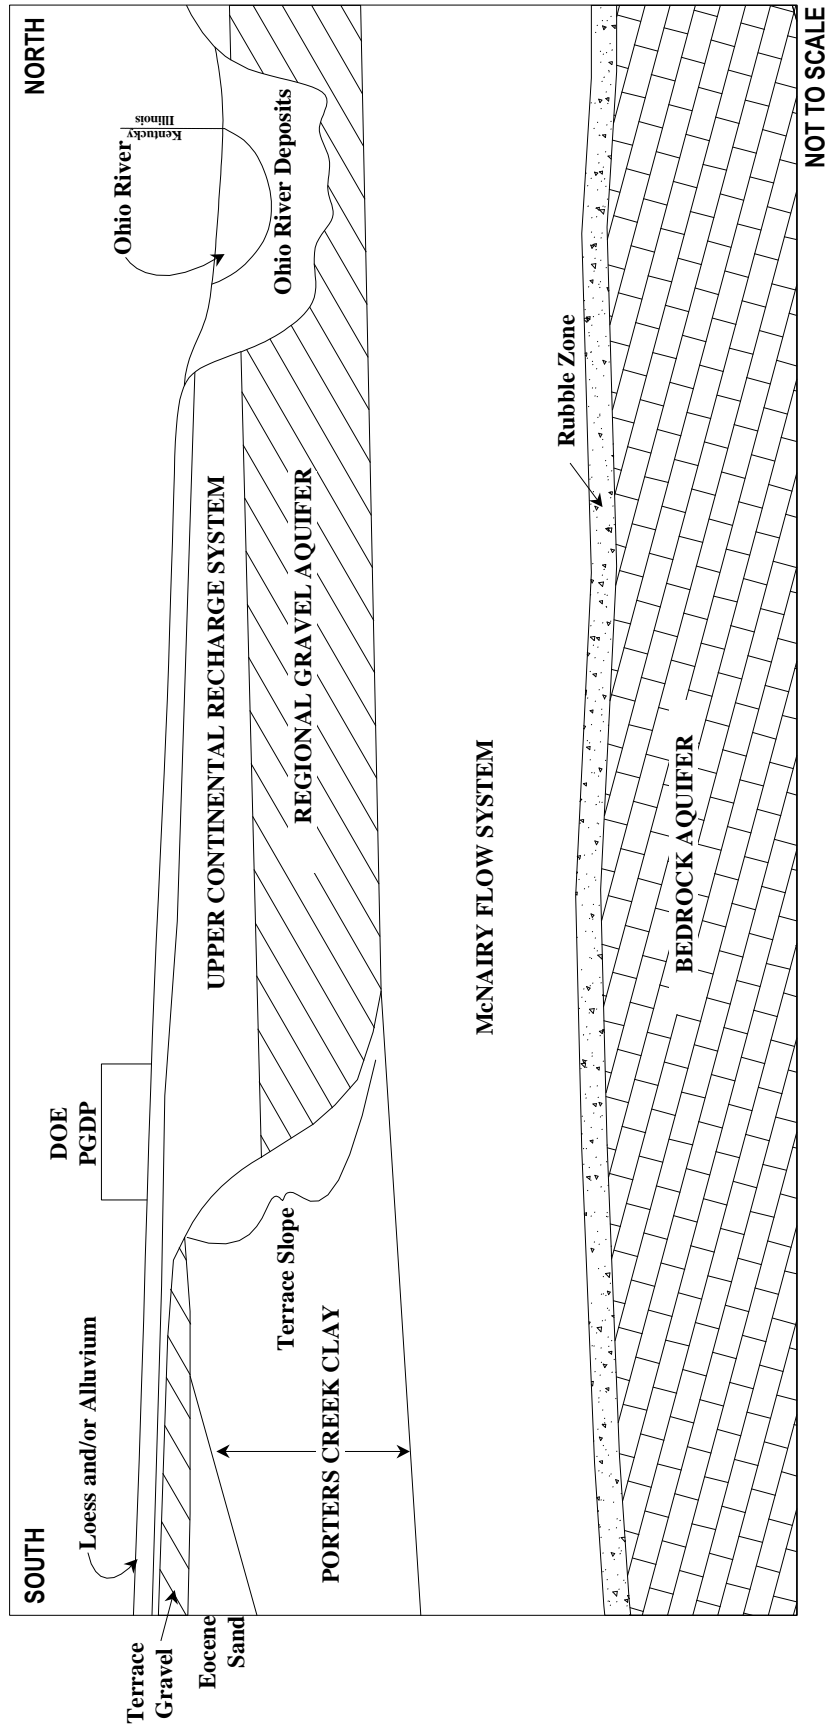 SOUTH
NORTH
DOE
PGDP
Loess and/or Alluvium
Ohio River
Kentucky
Illinois
Terrace
Gravel
Eocene
Sand
UPPER CONTINENTAL RECHARGE SYSTEM
Ohio River Deposits
Terrace Slope
REGIONAL GRAVEL AQUIFER
PORTERS CREEK CLAY
McNAIRY FLOW SYSTEM
Rubble Zone
BEDROCK AQUIFER
NOT TO SCALE